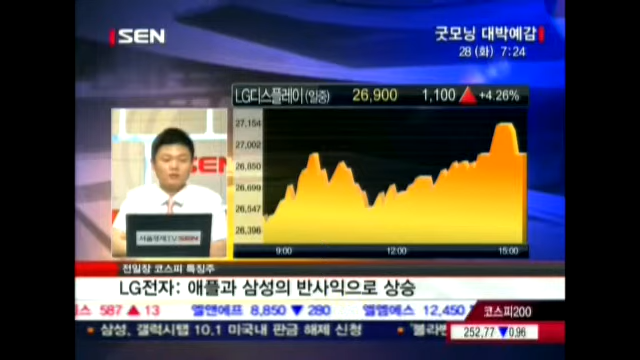 SEN
굿모닝 대박예감
28 (화) 7:24
LG디스플레이 (일중) 26,900 1,100 ▲ +4.26%
27,154
27,002
26,850
26,699
26,547
26,396
9:00 12:00 15:00
SEN
서울경제TV SEN
전일장 코스피 특징주
LG전자: 애플과 삼성의 반사익으로 상승
587 ▲ 13 엘앤에프 8,850 ▼ 280 엘엠에스 12,450
코스피200
삼성, 갤럭시탭 10.1 미국내 판금 해제 신청
252,77 ▼ 0.96